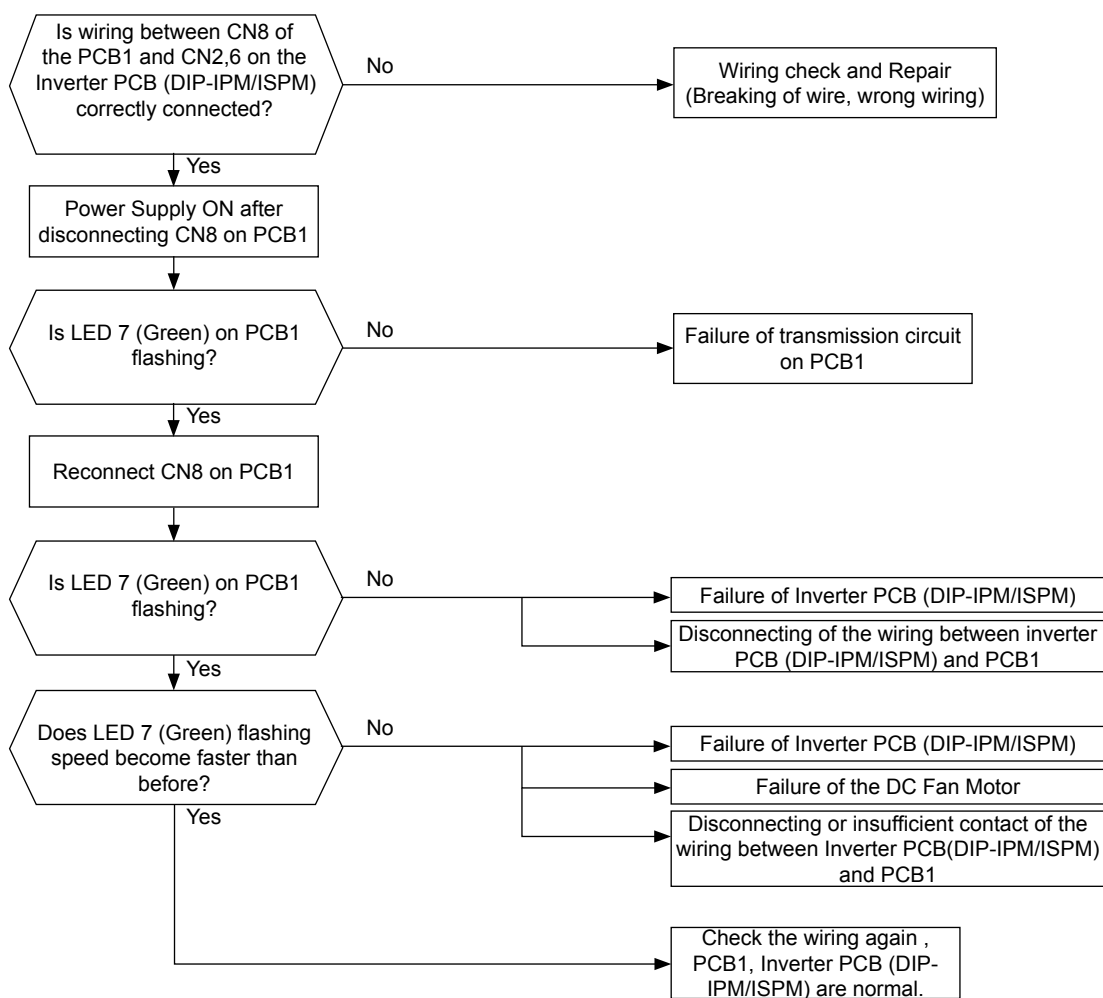 Is wiring between CN8 of
the PCB1 and CN2,6 on the
Inverter PCB (DIP-IPM/ISPM)
correctly connected?
No
Wiring check and Repair
(Breaking of wire, wrong wiring)
Yes
Power Supply ON after
disconnecting CN8 on PCB1
Is LED 7 (Green) on PCB1
flashing?
No
Failure of transmission circuit
on PCB1
Yes
Reconnect CN8 on PCB1
Is LED 7 (Green) on PCB1
flashing?
No
Failure of Inverter PCB (DIP-IPM/ISPM)
Disconnecting of the wiring between inverter
PCB (DIP-IPM/ISPM) and PCB1
Yes
Does LED 7 (Green) flashing
speed become faster than
before?
No
Failure of Inverter PCB (DIP-IPM/ISPM)
Failure of the DC Fan Motor
Disconnecting or insufficient contact of the
wiring between Inverter PCB(DIP-IPM/ISPM)
and PCB1
Yes
Check the wiring again ,
PCB1, Inverter PCB (DIP-
IPM/ISPM) are normal.